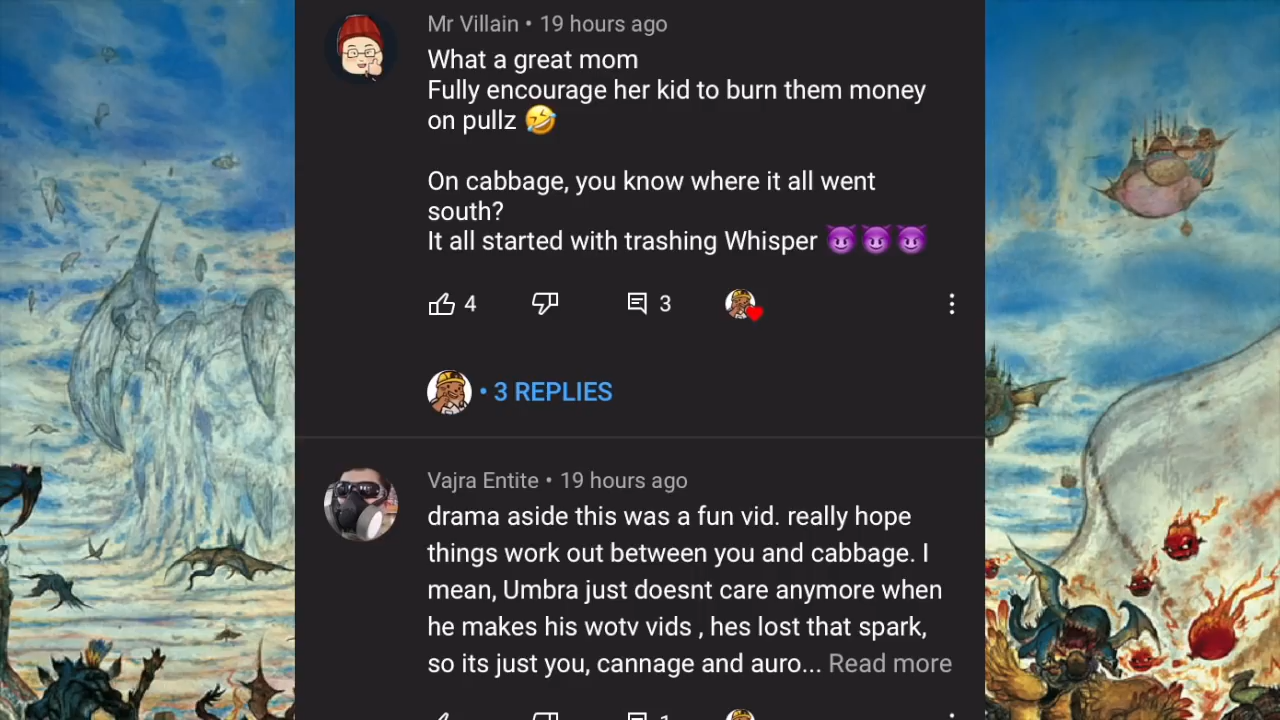 Mr Villain • 19 hours ago
What a great mom
Fully encourage her kid to burn them money
on pullz 🤣
On cabbage, you know where it all went
south?
It all started with trashing Whisper 😈😈😈
4
3
• 3 REPLIES
Vajra Entite • 19 hours ago
drama aside this was a fun vid. really hope
things work out between you and cabbage. I
mean, Umbra just doesnt care anymore when
he makes his wotv vids , hes lost that spark,
so its just you, cannage and auro... Read more
1